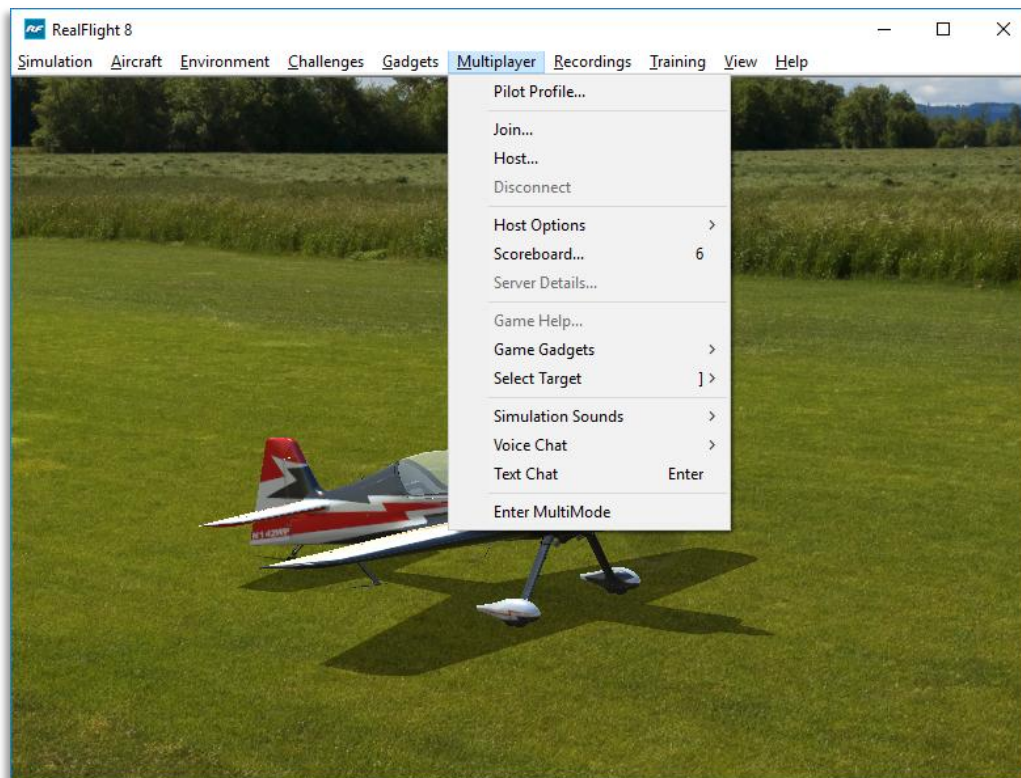 RF RealFlight 8
Simulation Aircraft Environment Challenges Gadgets Multiplayer Recordings Training View Help
Pilot Profile...
Join...
Host...
Disconnect
Host Options
Scoreboard... 6
Server Details...
Game Help...
Game Gadgets
Select Target ]
Simulation Sounds
Voice Chat
Text Chat Enter
Enter MultiMode
N142MP